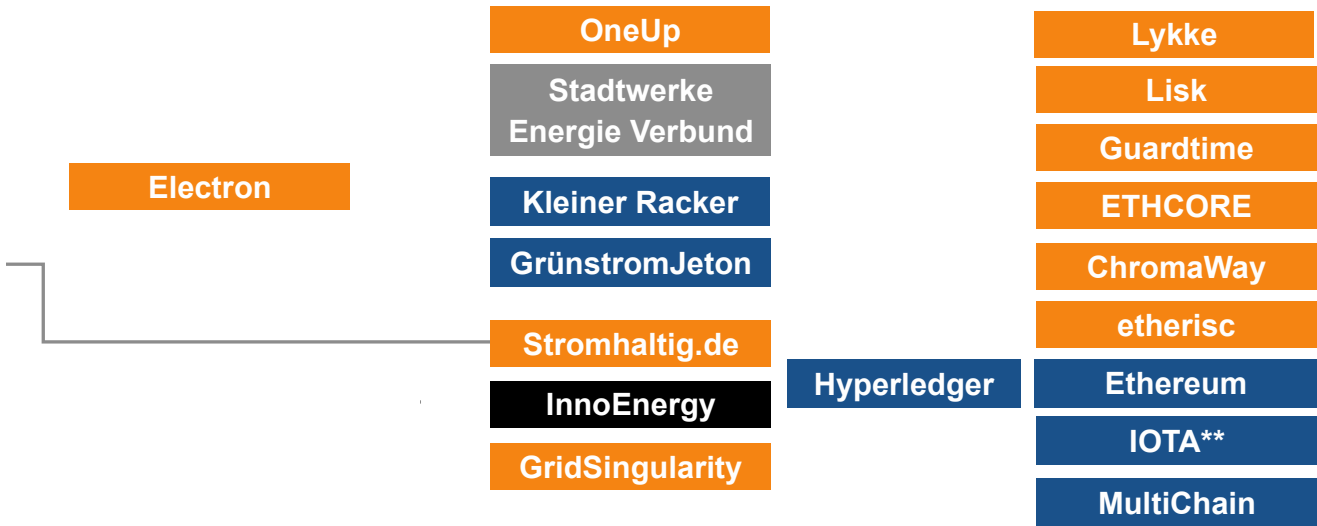 Electron
OneUp
Stadtwerke
Energie Verbund
Kleiner Racker
GrünstromJeton
Stromhaltig.de
InnoEnergy
GridSingularity
Hyperledger
Lykke
Lisk
Guardtime
ETHCORE
ChromaWay
etherisc
Ethereum
IOTA**
MultiChain